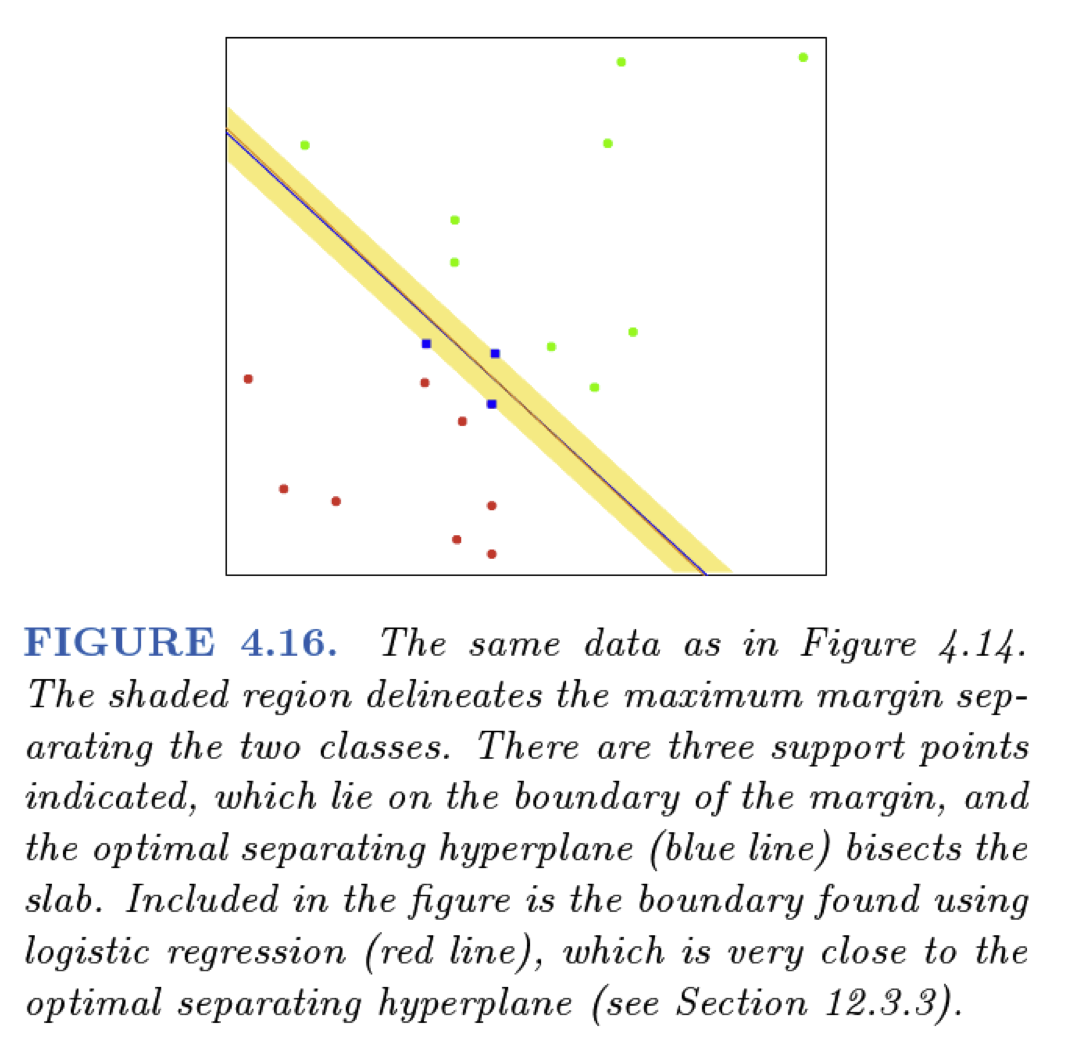 FIGURE 4.16. The same data as in Figure 4.14.
The shaded region delineates the maximum margin sep-
arating the two classes. There are three support points
indicated, which lie on the boundary of the margin, and
the optimal separating hyperplane (blue line) bisects the
slab. Included in the figure is the boundary found using
logistic regression (red line), which is very close to the
optimal separating hyperplane (see Section 12.3.3).